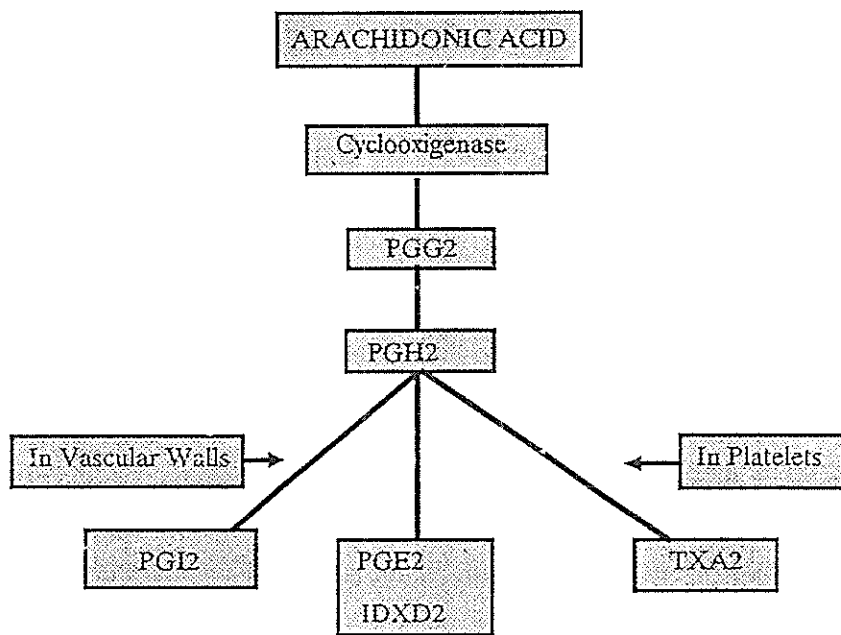 ARACHIDONIC ACID
Cyclooxigenase
PGG2
PGH2
In Vascular Walls
In Platelets
PGI2
PGE2
IDXD2
TXA2